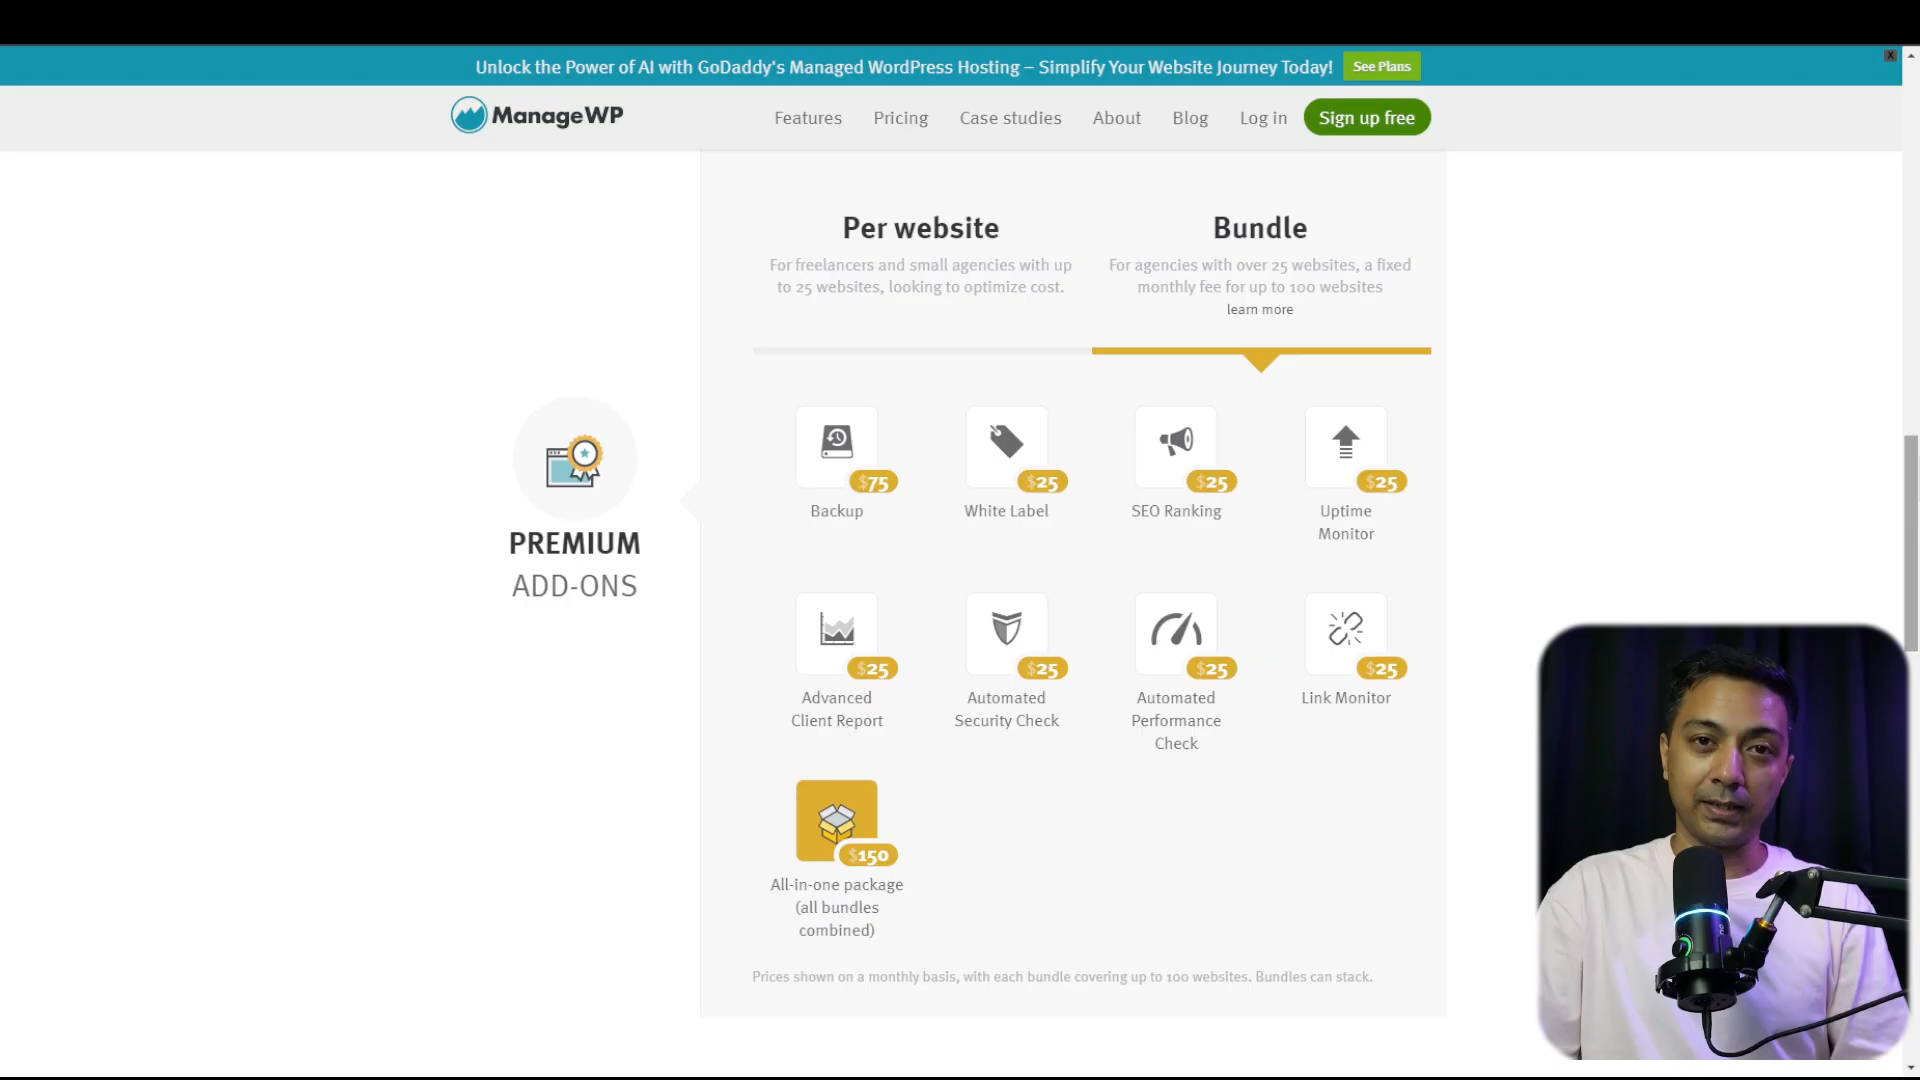 Unlock the Power of AI with GoDaddy's Managed WordPress Hosting – Simplify Your Website Journey Today!
See Plans
X
ManageWP
Features
Pricing
Case studies
About
Blog
Log in
Sign up free
Per website
For freelancers and small agencies with up
to 25 websites, looking to optimize cost.
Bundle
For agencies with over 25 websites, a fixed
monthly fee for up to 100 websites
learn more
PREMIUM
ADD-ONS
$75
Backup
$25
White Label
$25
SEO Ranking
$25
Uptime
Monitor
$25
Advanced
Client Report
$25
Automated
Security Check
$25
Automated
Performance
Check
$25
Link Monitor
$150
All-in-one package
(all bundles
combined)
Prices shown on a monthly basis, with each bundle covering up to 100 websites. Bundles can stack.